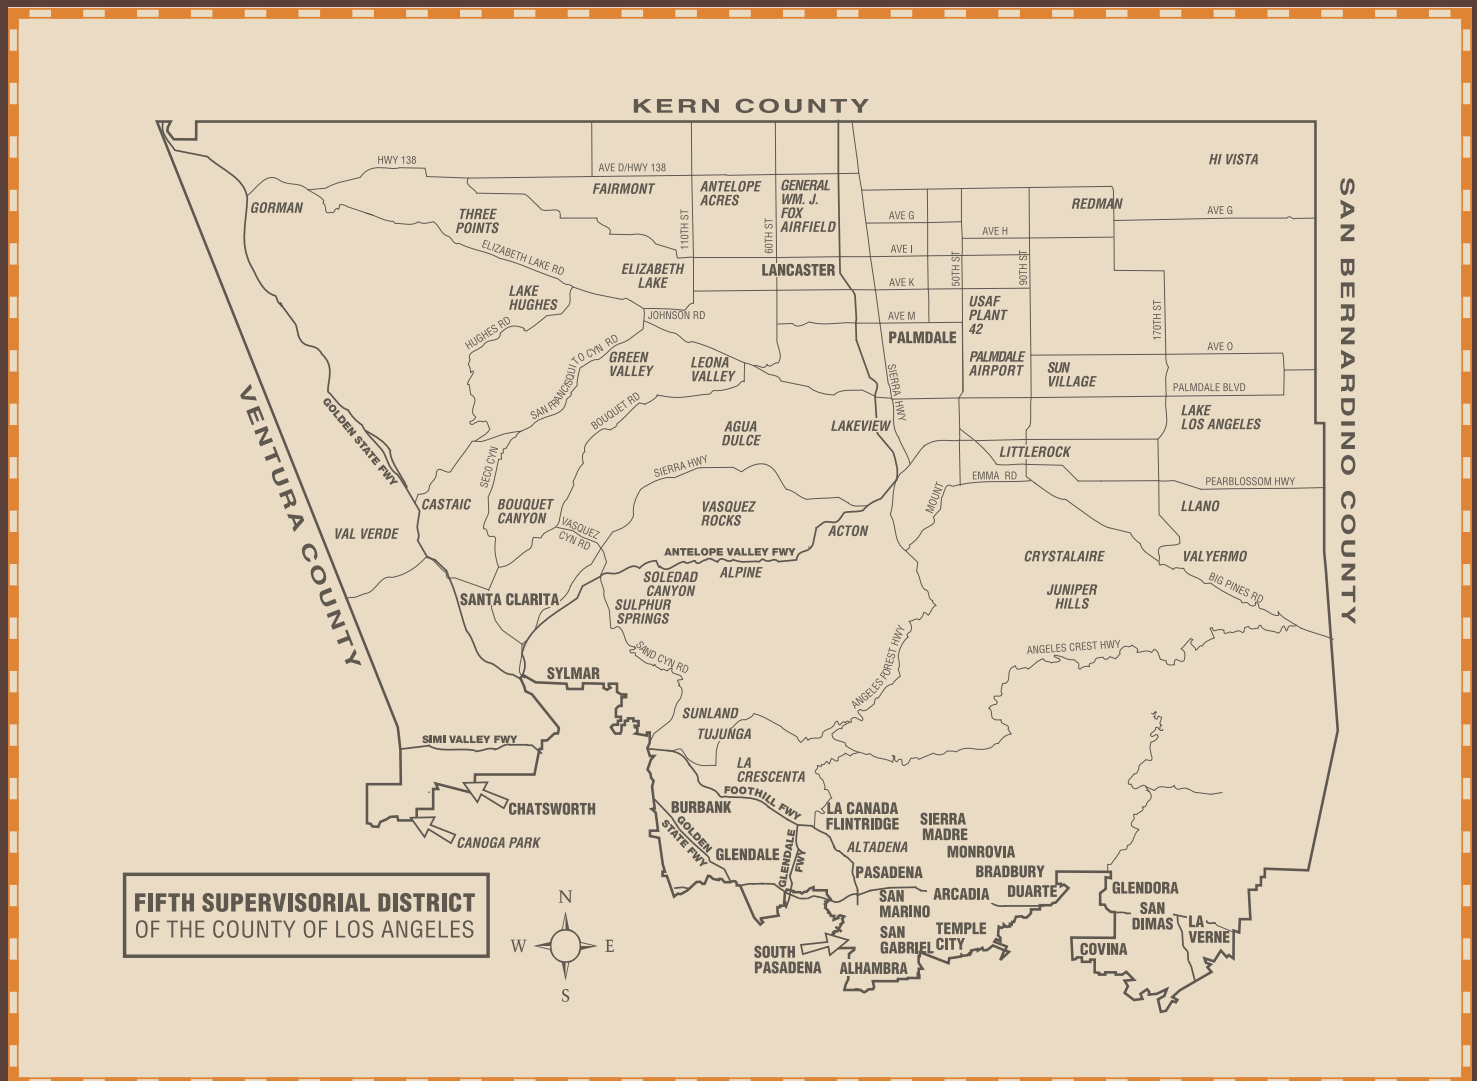 KERN COUNTY
HI VISTA
HWY 138
AVE D/HWY 138
FAIRMONT
ANTELOPE
ACRES
GENERAL
WM. J.
FOX
AIRFIELD
GORMAN
THREE
POINTS
REDMAN
AVE G
AVE G
AVE H
AVE I
AVE K
AVE M
110TH ST
60TH ST
50TH ST
90TH ST
170TH ST
SAN BERNARDINO COUNTY
ELIZABETH LAKE RD
ELIZABETH
LAKE
LANCASTER
LAKE
HUGHES
JOHNSON RD
USAF
PLANT
42
PALMDALE
HUGHES RD
SAN FRANCISQUITO CYN RD
GREEN
VALLEY
LEONA
VALLEY
SIERRA HWY
PALMDALE
AIRPORT
SUN
VILLAGE
AVE O
PALMDALE BLVD
VENTURA COUNTY
GOLDEN STATE FWY
BOUQUET RD
AGUA
DULCE
LAKEVIEW
LAKE
LOS ANGELES
LITTLEROCK
SECO CYN
SIERRA HWY
EMMA RD
MOUNT
PEARBLOSSOM HWY
CASTAIC
BOUQUET
CANYON
VASQUEZ
ROCKS
LLANO
VAL VERDE
VASQUEZ
CYN RD
ACTON
ANTELOPE VALLEY FWY
CRYSTALAIRE
VALYERMO
SOLEDAD
CANYON
ALPINE
BIG PINES RD
JUNIPER
HILLS
SANTA CLARITA
SULPHUR
SPRINGS
ANGELES CREST HWY
SAND CYN RD
ANGELES FOREST HWY
SYLMAR
SUNLAND
TUJUNGA
SIMI VALLEY FWY
LA
CRESCENTA
FOOTHILL FWY
CHATSWORTH
BURBANK
LA CANADA
FLINTRIDGE
SIERRA
MADRE
CANOGA PARK
GOLDEN
STATE FWY
GLENDALE
GLENDALE
FWY
ALTADENA
MONROVIA
PASADENA
BRADBURY
SAN
MARINO
ARCADIA
DUARTE
GLENDORA
SAN
DIMAS
LA
VERNE
COVINA
SAN
GABRIEL
TEMPLE
CITY
SOUTH
PASADENA
ALHAMBRA
FIFTH SUPERVISORIAL DISTRICT
OF THE COUNTY OF LOS ANGELES
N
W E
S